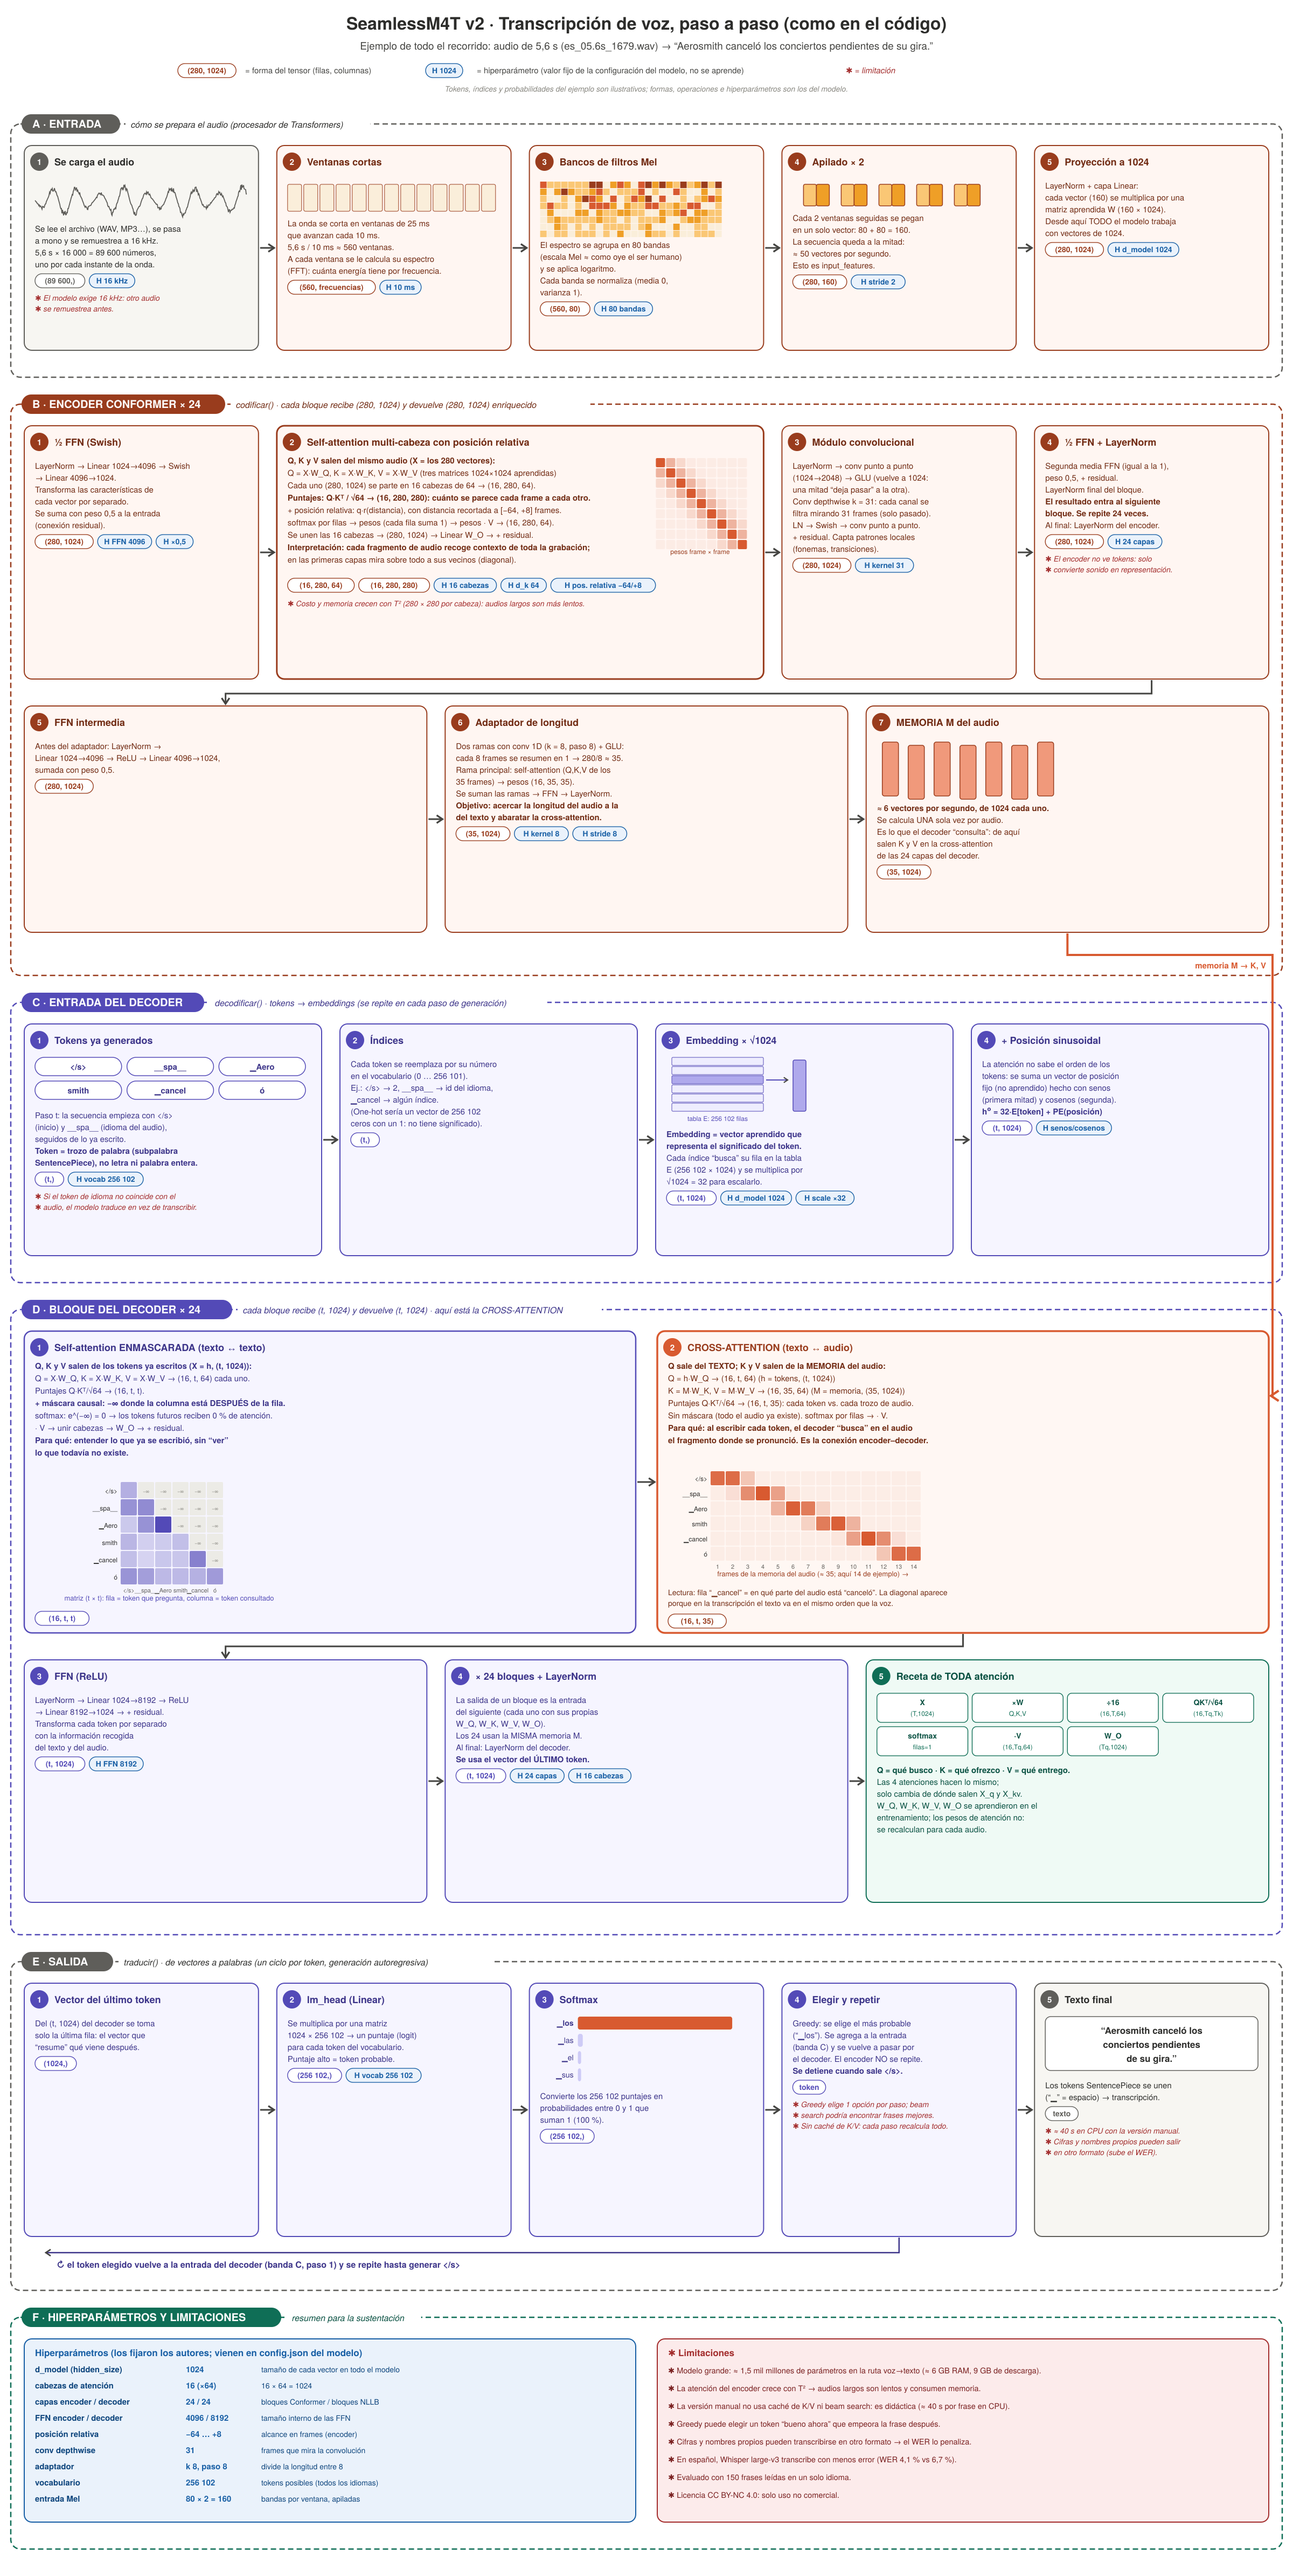 SeamlessM4T v2 · Transcripción de voz, paso a paso (como en el código)
Ejemplo de todo el recorrido: audio de 5,6 s (es_05.6s_1679.wav) → “Aerosmith canceló los conciertos pendientes de su gira.”
(280, 1024) = forma del tensor (filas, columnas) H 1024 = hiperparámetro (valor fijo de la configuración del modelo, no se aprende) ✱ = limitación
Tokens, índices y probabilidades del ejemplo son ilustrativos; formas, operaciones e hiperparámetros son los del modelo.
A · ENTRADA · cómo se prepara el audio (procesador de Transformers)
1 Se carga el audio
Se lee el archivo (WAV, MP3…), se pasa
a mono y se remuestrea a 16 kHz.
5,6 s × 16 000 = 89 600 números,
uno por cada instante de la onda.
(89 600,) H 16 kHz
✱ El modelo exige 16 kHz: otro audio
✱ se remuestrea antes.
2 Ventanas cortas
La onda se corta en ventanas de 25 ms
que avanzan cada 10 ms.
5,6 s / 10 ms ≈ 560 ventanas.
A cada ventana se le calcula su espectro
(FFT): cuánta energía tiene por frecuencia.
(560, frecuencias) H 10 ms
3 Bancos de filtros Mel
El espectro se agrupa en 80 bandas
(escala Mel ≈ como oye el ser humano)
y se aplica logaritmo.
Cada banda se normaliza (media 0,
varianza 1).
(560, 80) H 80 bandas
4 Apilado × 2
Cada 2 ventanas seguidas se pegan
en un solo vector: 80 + 80 = 160.
La secuencia queda a la mitad:
≈ 50 vectores por segundo.
Esto es input_features.
(280, 160) H stride 2
5 Proyección a 1024
LayerNorm + capa Linear:
cada vector (160) se multiplica por una
matriz aprendida W (160 × 1024).
Desde aquí TODO el modelo trabaja
con vectores de 1024.
(280, 1024) H d_model 1024
B · ENCODER CONFORMER × 24 · codificar() · cada bloque recibe (280, 1024) y devuelve (280, 1024) enriquecido
1 ½ FFN (Swish)
LayerNorm → Linear 1024→4096 → Swish
→ Linear 4096→1024.
Transforma las características de
cada vector por separado.
Se suma con peso 0,5 a la entrada
(conexión residual).
(280, 1024) H FFN 4096 H ×0,5
2 Self-attention multi-cabeza con posición relativa
Q, K y V salen del mismo audio (X = los 280 vectores):
Q = X·W_Q, K = X·W_K, V = X·W_V (tres matrices 1024×1024 aprendidas)
Cada uno (280, 1024) se parte en 16 cabezas de 64 → (16, 280, 64).
Puntajes: Q·Kᵀ / √64 → (16, 280, 280): cuánto se parece cada frame a cada otro.
+ posición relativa: q·r(distancia), con distancia recortada a [−64, +8] frames.
softmax por filas → pesos (cada fila suma 1) → pesos · V → (16, 280, 64).
Se unen las 16 cabezas → (280, 1024) → Linear W_O → + residual.
Interpretación: cada fragmento de audio recoge contexto de toda la grabación;
en las primeras capas mira sobre todo a sus vecinos (diagonal).
pesos frame × frame
(16, 280, 64) (16, 280, 280) H 16 cabezas H d_k 64 H pos. relativa −64/+8
✱ Costo y memoria crecen con T² (280 × 280 por cabeza): audios largos son más lentos.
3 Módulo convolucional
LayerNorm → conv punto a punto
(1024→2048) → GLU (vuelve a 1024:
una mitad “deja pasar” a la otra).
Conv depthwise k = 31: cada canal se
filtra mirando 31 frames (solo pasado).
LN → Swish → conv punto a punto.
+ residual. Capta patrones locales
(fonemas, transiciones).
(280, 1024) H kernel 31
4 ½ FFN + LayerNorm
Segunda media FFN (igual a la 1),
peso 0,5, + residual.
LayerNorm final del bloque.
El resultado entra al siguiente
bloque. Se repite 24 veces.
Al final: LayerNorm del encoder.
(280, 1024) H 24 capas
✱ El encoder no ve tokens: solo
✱ convierte sonido en representación.
5 FFN intermedia
Antes del adaptador: LayerNorm →
Linear 1024→4096 → ReLU → Linear 4096→1024,
sumada con peso 0,5.
(280, 1024)
6 Adaptador de longitud
Dos ramas con conv 1D (k = 8, paso 8) + GLU:
cada 8 frames se resumen en 1 → 280/8 ≈ 35.
Rama principal: self-attention (Q,K,V de los
35 frames) → pesos (16, 35, 35).
Se suman las ramas → FFN → LayerNorm.
Objetivo: acercar la longitud del audio a la
del texto y abaratar la cross-attention.
(35, 1024) H kernel 8 H stride 8
7 MEMORIA M del audio
≈ 6 vectores por segundo, de 1024 cada uno.
Se calcula UNA sola vez por audio.
Es lo que el decoder “consulta”: de aquí
salen K y V en la cross-attention
de las 24 capas del decoder.
(35, 1024)
memoria M → K, V
C · ENTRADA DEL DECODER decodificar() · tokens → embeddings (se repite en cada paso de generación)
1 Tokens ya generados
</s> __spa__ ▁Aero
smith ▁cancel ó
Paso t: la secuencia empieza con </s>
(inicio) y __spa__ (idioma del audio),
seguidos de lo ya escrito.
Token = trozo de palabra (subpalabra
SentencePiece), no letra ni palabra entera.
(t,) H vocab 256 102
✱ Si el token de idioma no coincide con el
✱ audio, el modelo traduce en vez de transcribir.
2 Índices
Cada token se reemplaza por su número
en el vocabulario (0 … 256 101).
Ej.: </s> → 2, __spa__ → id del idioma,
▁cancel → algún índice.
(One-hot sería un vector de 256 102
ceros con un 1: no tiene significado).
(t,)
3 Embedding × √1024
tabla E: 256 102 filas
Embedding = vector aprendido que
representa el significado del token.
Cada índice “busca” su fila en la tabla
E (256 102 × 1024) y se multiplica por
√1024 = 32 para escalarlo.
(t, 1024) H d_model 1024 H scale ×32
4 + Posición sinusoidal
La atención no sabe el orden de los
tokens: se suma un vector de posición
fijo (no aprendido) hecho con senos
(primera mitad) y cosenos (segunda).
h⁰ = 32·E[token] + PE(posición)
(t, 1024) H senos/cosenos
D · BLOQUE DEL DECODER × 24 · cada bloque recibe (t, 1024) y devuelve (t, 1024) · aquí está la CROSS-ATTENTION
1 Self-attention ENMASCARADA (texto ↔ texto)
Q, K y V salen de los tokens ya escritos (X = h, (t, 1024)):
Q = X·W_Q, K = X·W_K, V = X·W_V → (16, t, 64) cada uno.
Puntajes Q·Kᵀ/√64 → (16, t, t).
+ máscara causal: −∞ donde la columna está DESPUÉS de la fila.
softmax: e^(−∞) = 0 → los tokens futuros reciben 0 % de atención.
· V → unir cabezas → W_O → + residual.
Para qué: entender lo que ya se escribió, sin “ver”
lo que todavía no existe.
</s> -∞ -∞ -∞ -∞ -∞
__spa__ -∞ -∞ -∞ -∞
▁Aero -∞ -∞ -∞
smith -∞ -∞
▁cancel -∞
ó
</s> __spa__ ▁Aero smith ▁cancel ó
matriz (t × t): fila = token que pregunta, columna = token consultado
(16, t, t)
2 CROSS-ATTENTION (texto ↔ audio)
Q sale del TEXTO; K y V salen de la MEMORIA del audio:
Q = h·W_Q → (16, t, 64) (h = tokens, (t, 1024))
K = M·W_K, V = M·W_V → (16, 35, 64) (M = memoria, (35, 1024))
Puntajes Q·Kᵀ/√64 → (16, t, 35): cada token vs. cada trozo de audio.
Sin máscara (todo el audio ya existe). softmax por filas → · V.
Para qué: al escribir cada token, el decoder “busca” en el audio
el fragmento donde se pronunció. Es la conexión encoder–decoder.
</s>
__spa__
▁Aero
smith
▁cancel
ó
1 2 3 4 5 6 7 8 9 10 11 12 13 14
frames de la memoria del audio (≈ 35; aquí 14 de ejemplo) →
Lectura: fila “▁cancel” = en qué parte del audio está “canceló”. La diagonal aparece
porque en la transcripción el texto va en el mismo orden que la voz.
(16, t, 35)
3 FFN (ReLU)
LayerNorm → Linear 1024→8192 → ReLU
→ Linear 8192→1024 → + residual.
Transforma cada token por separado
con la información recogida
del texto y del audio.
(t, 1024) H FFN 8192
4 × 24 bloques + LayerNorm
La salida de un bloque es la entrada
del siguiente (cada uno con sus propias
W_Q, W_K, W_V, W_O).
Los 24 usan la MISMA memoria M.
Al final: LayerNorm del decoder.
Se usa el vector del ÚLTIMO token.
(t, 1024) H 24 capas H 16 cabezas
5 Receta de TODA atención
X ×W ÷16 QKᵀ/√64
(T,1024) Q,K,V (16,T,64) (16,Tq,Tk)
softmax ·V W_O
filas=1 (16,Tq,64) (Tq,1024)
Q = qué busco · K = qué ofrezco · V = qué entrego.
Las 4 atenciones hacen lo mismo;
solo cambia de dónde salen X_q y X_kv.
W_Q, W_K, W_V, W_O se aprendieron en el
entrenamiento; los pesos de atención no:
se recalculan para cada audio.
E · SALIDA · traducir() · de vectores a palabras (un ciclo por token, generación autoregresiva)
1 Vector del último token
Del (t, 1024) del decoder se toma
solo la última fila: el vector que
“resume” qué viene después.
(1024,)
2 lm_head (Linear)
Se multiplica por una matriz
1024 × 256 102 → un puntaje (logit)
para cada token del vocabulario.
Puntaje alto = token probable.
(256 102,) H vocab 256 102
3 Softmax
▁los
▁las
▁el
▁sus
Convierte los 256 102 puntajes en
probabilidades entre 0 y 1 que
suman 1 (100 %).
(256 102,)
4 Elegir y repetir
Greedy: se elige el más probable
(“▁los”). Se agrega a la entrada
(banda C) y se vuelve a pasar por
el decoder. El encoder NO se repite.
Se detiene cuando sale </s>.
token
✱ Greedy elige 1 opción por paso; beam
✱ search podría encontrar frases mejores.
✱ Sin caché de K/V: cada paso recalcula todo.
5 Texto final
“Aerosmith canceló los
conciertos pendientes
de su gira.”
Los tokens SentencePiece se unen
(“▁” = espacio) → transcripción.
texto
✱ ≈ 40 s en CPU con la versión manual.
✱ Cifras y nombres propios pueden salir
✱ en otro formato (sube el WER).
↻ el token elegido vuelve a la entrada del decoder (banda C, paso 1) y se repite hasta generar </s>
F · HIPERPARÁMETROS Y LIMITACIONES resumen para la sustentación
Hiperparámetros (los fijaron los autores; vienen en config.json del modelo)
d_model (hidden_size) 1024 tamaño de cada vector en todo el modelo
cabezas de atención 16 (×64) 16 × 64 = 1024
capas encoder / decoder 24 / 24 bloques Conformer / bloques NLLB
FFN encoder / decoder 4096 / 8192 tamaño interno de las FFN
posición relativa −64 … +8 alcance en frames (encoder)
conv depthwise 31 frames que mira la convolución
adaptador k 8, paso 8 divide la longitud entre 8
vocabulario 256 102 tokens posibles (todos los idiomas)
entrada Mel 80 × 2 = 160 bandas por ventana, apiladas
✱ Limitaciones
✱ Modelo grande: ≈ 1,5 mil millones de parámetros en la ruta voz→texto (≈ 6 GB RAM, 9 GB de descarga).
✱ La atención del encoder crece con T² → audios largos son lentos y consumen memoria.
✱ La versión manual no usa caché de K/V ni beam search: es didáctica (≈ 40 s por frase en CPU).
✱ Greedy puede elegir un token “bueno ahora” que empeora la frase después.
✱ Cifras y nombres propios pueden transcribirse en otro formato → el WER lo penaliza.
✱ En español, Whisper large-v3 transcribe con menos error (WER 4,1 % vs 6,7 %).
✱ Evaluado con 150 frases leídas en un solo idioma.
✱ Licencia CC BY-NC 4.0: solo uso no comercial.